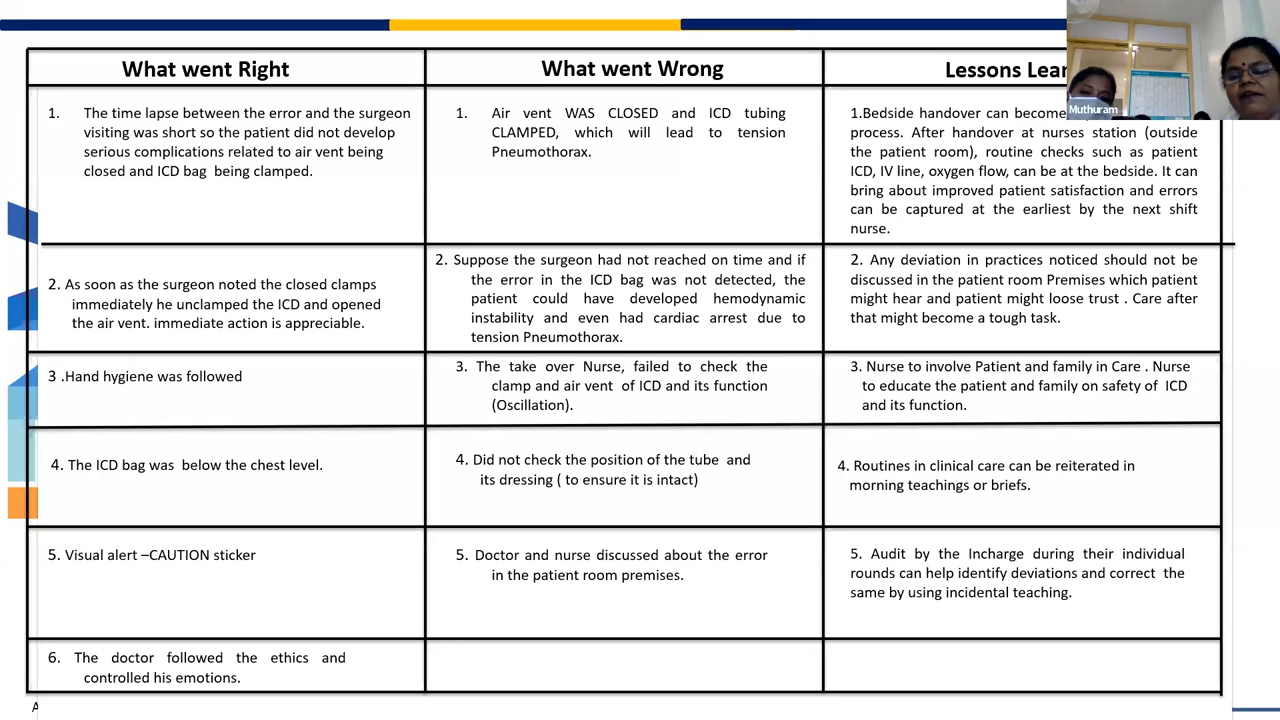 What went Right
What went Wrong
Lessons Lear
Muthuram
1. The time lapse between the error and the surgeon
visiting was short so the patient did not develop
serious complications related to air vent being
closed and ICD bag being clamped.
1. Air vent WAS CLOSED and ICD tubing
CLAMPED, which will lead to tension
Pneumothorax.
1.Bedside handover can become
process. After handover at nurses station (outside
the patient room), routine checks such as patient
ICD, IV line, oxygen flow, can be at the bedside. It can
bring about improved patient satisfaction and errors
can be captured at the earliest by the next shift
nurse.
2. As soon as the surgeon noted the closed clamps
immediately he unclamped the ICD and opened
the air vent. immediate action is appreciable.
2. Suppose the surgeon had not reached on time and if
the error in the ICD bag was not detected, the
patient could have developed hemodynamic
instability and even had cardiac arrest due to
tension Pneumothorax.
2. Any deviation in practices noticed should not be
discussed in the patient room Premises which patient
might hear and patient might loose trust . Care after
that might become a tough task.
3 .Hand hygiene was followed
3. The take over Nurse, failed to check the
clamp and air vent of ICD and its function
(Oscillation).
3. Nurse to involve Patient and family in Care . Nurse
to educate the patient and family on safety of ICD
and its function.
4. The ICD bag was below the chest level.
4. Did not check the position of the tube and
its dressing ( to ensure it is intact)
4. Routines in clinical care can be reiterated in
morning teachings or briefs.
5. Visual alert –CAUTION sticker
5. Doctor and nurse discussed about the error
in the patient room premises.
5. Audit by the Incharge during their individual
rounds can help identify deviations and correct the
same by using incidental teaching.
6. The doctor followed the ethics and
controlled his emotions.